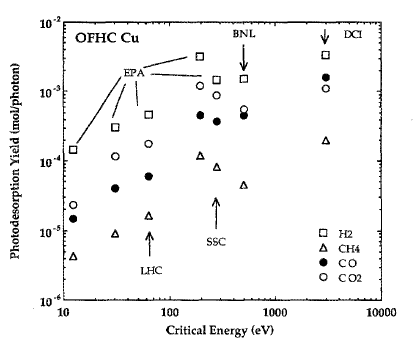 OFHC Cu
BNL
DCI
EPA
LHC
SSC
H2
CH4
CO
CO2
10⁻²
10⁻³
10⁻⁴
10⁻⁵
10⁻⁶
10
100
1000
10000
Photodesorption Yield (mol/photon)
Critical Energy (eV)